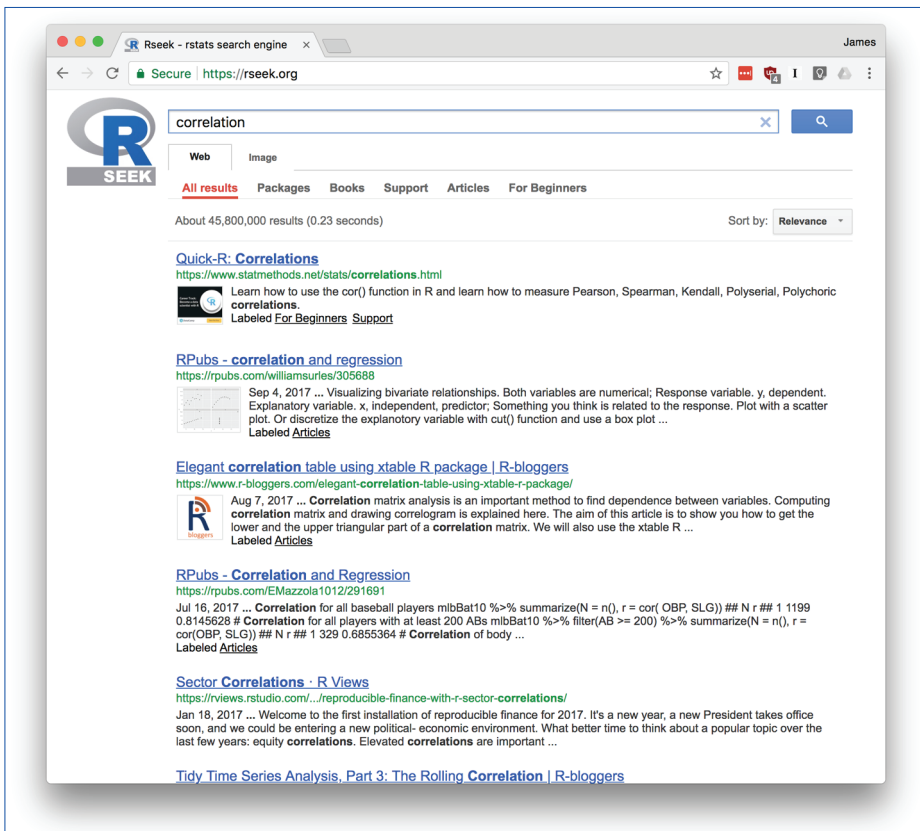 Rseek - rstats search engine ×
James
Secure | https://rseek.org
4
R
SEEK
correlation
Web Image
All results Packages Books Support Articles For Beginners
About 45,800,000 results (0.23 seconds)
Sort by: Relevance
Quick-R: Correlations
https://www.statmethods.net/stats/correlations.html
Learn how to use the cor() function in R and learn how to measure Pearson, Spearman, Kendall, Polyserial, Polychoric
correlations.
Labeled For Beginners Support
RPubs - correlation and regression
https://rpubs.com/williamsurles/305688
Sep 4, 2017 ... Visualizing bivariate relationships. Both variables are numerical; Response variable. y, dependent.
Explanatory variable. x, independent, predictor; Something you think is related to the response. Plot with a scatter
plot. Or discretize the explanotory variable with cut() function and use a box plot ...
Labeled Articles
Elegant correlation table using xtable R package | R-bloggers
https://www.r-bloggers.com/elegant-correlation-table-using-xtable-r-package/
Aug 7, 2017 ... Correlation matrix analysis is an important method to find dependence between variables. Computing
correlation matrix and drawing correlogram is explained here. The aim of this article is to show you how to get the
lower and the upper triangular part of a correlation matrix. We will also use the xtable R ...
R
bloggers
Labeled Articles
RPubs - Correlation and Regression
https://rpubs.com/EMazzola1012/291691
Jul 16, 2017 ... Correlation for all baseball players mlbBat10 %>% summarize(N = n(), r = cor( OBP, SLG)) ## N r ## 1 1199
0.8145628 # Correlation for all players with at least 200 ABs mlbBat10 %>% filter(AB >= 200) %>% summarize(N = n(), r =
cor(OBP, SLG)) ## N r ## 1 329 0.6855364 # Correlation of body ...
Labeled Articles
Sector Correlations · R Views
https://rviews.rstudio.com/.../reproducible-finance-with-r-sector-correlations/
Jan 18, 2017 ... Welcome to the first installation of reproducible finance for 2017. It's a new year, a new President takes office
soon, and we could be entering a new political- economic environment. What better time to think about a popular topic over the
last few years: equity correlations. Elevated correlations are important ...
Tidy Time Series Analysis, Part 3: The Rolling Correlation | R-bloggers